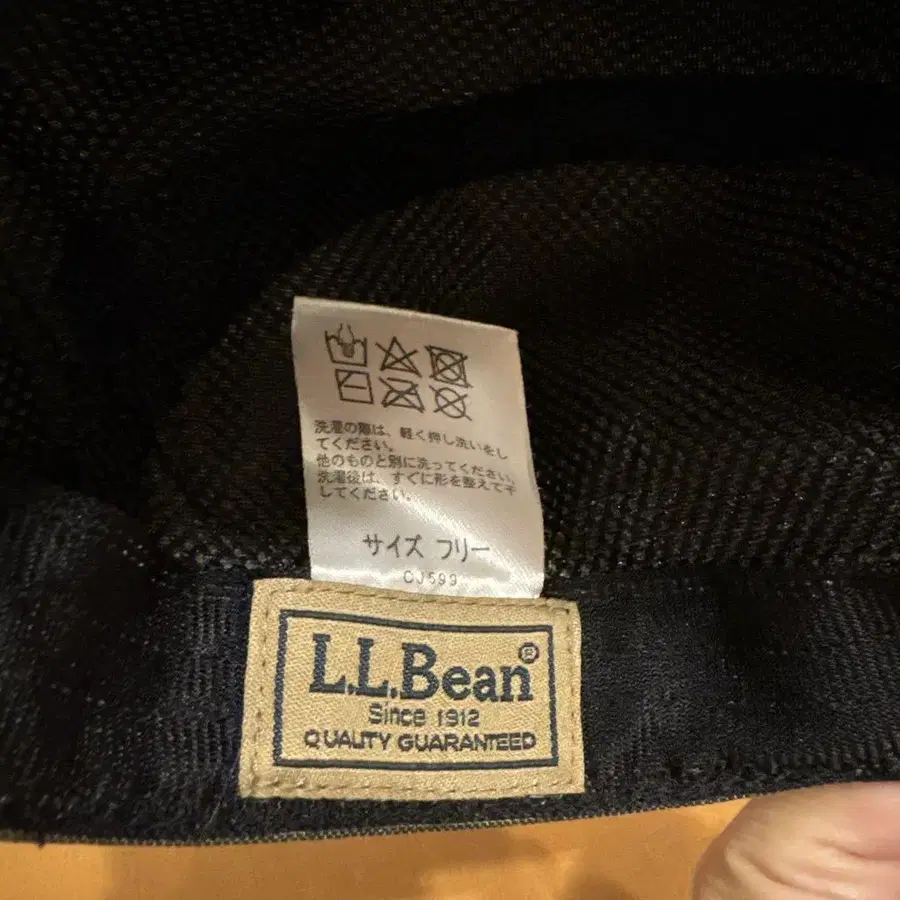 洗濯の際は、軽く押し洗いをし
てください。
他のものと別に洗ってください。
洗濯後は、すぐに形を整えて干
してください。
サイズ フリー
CJ599
L.L.Bean®
Since 1912
QUALITY GUARANTEED